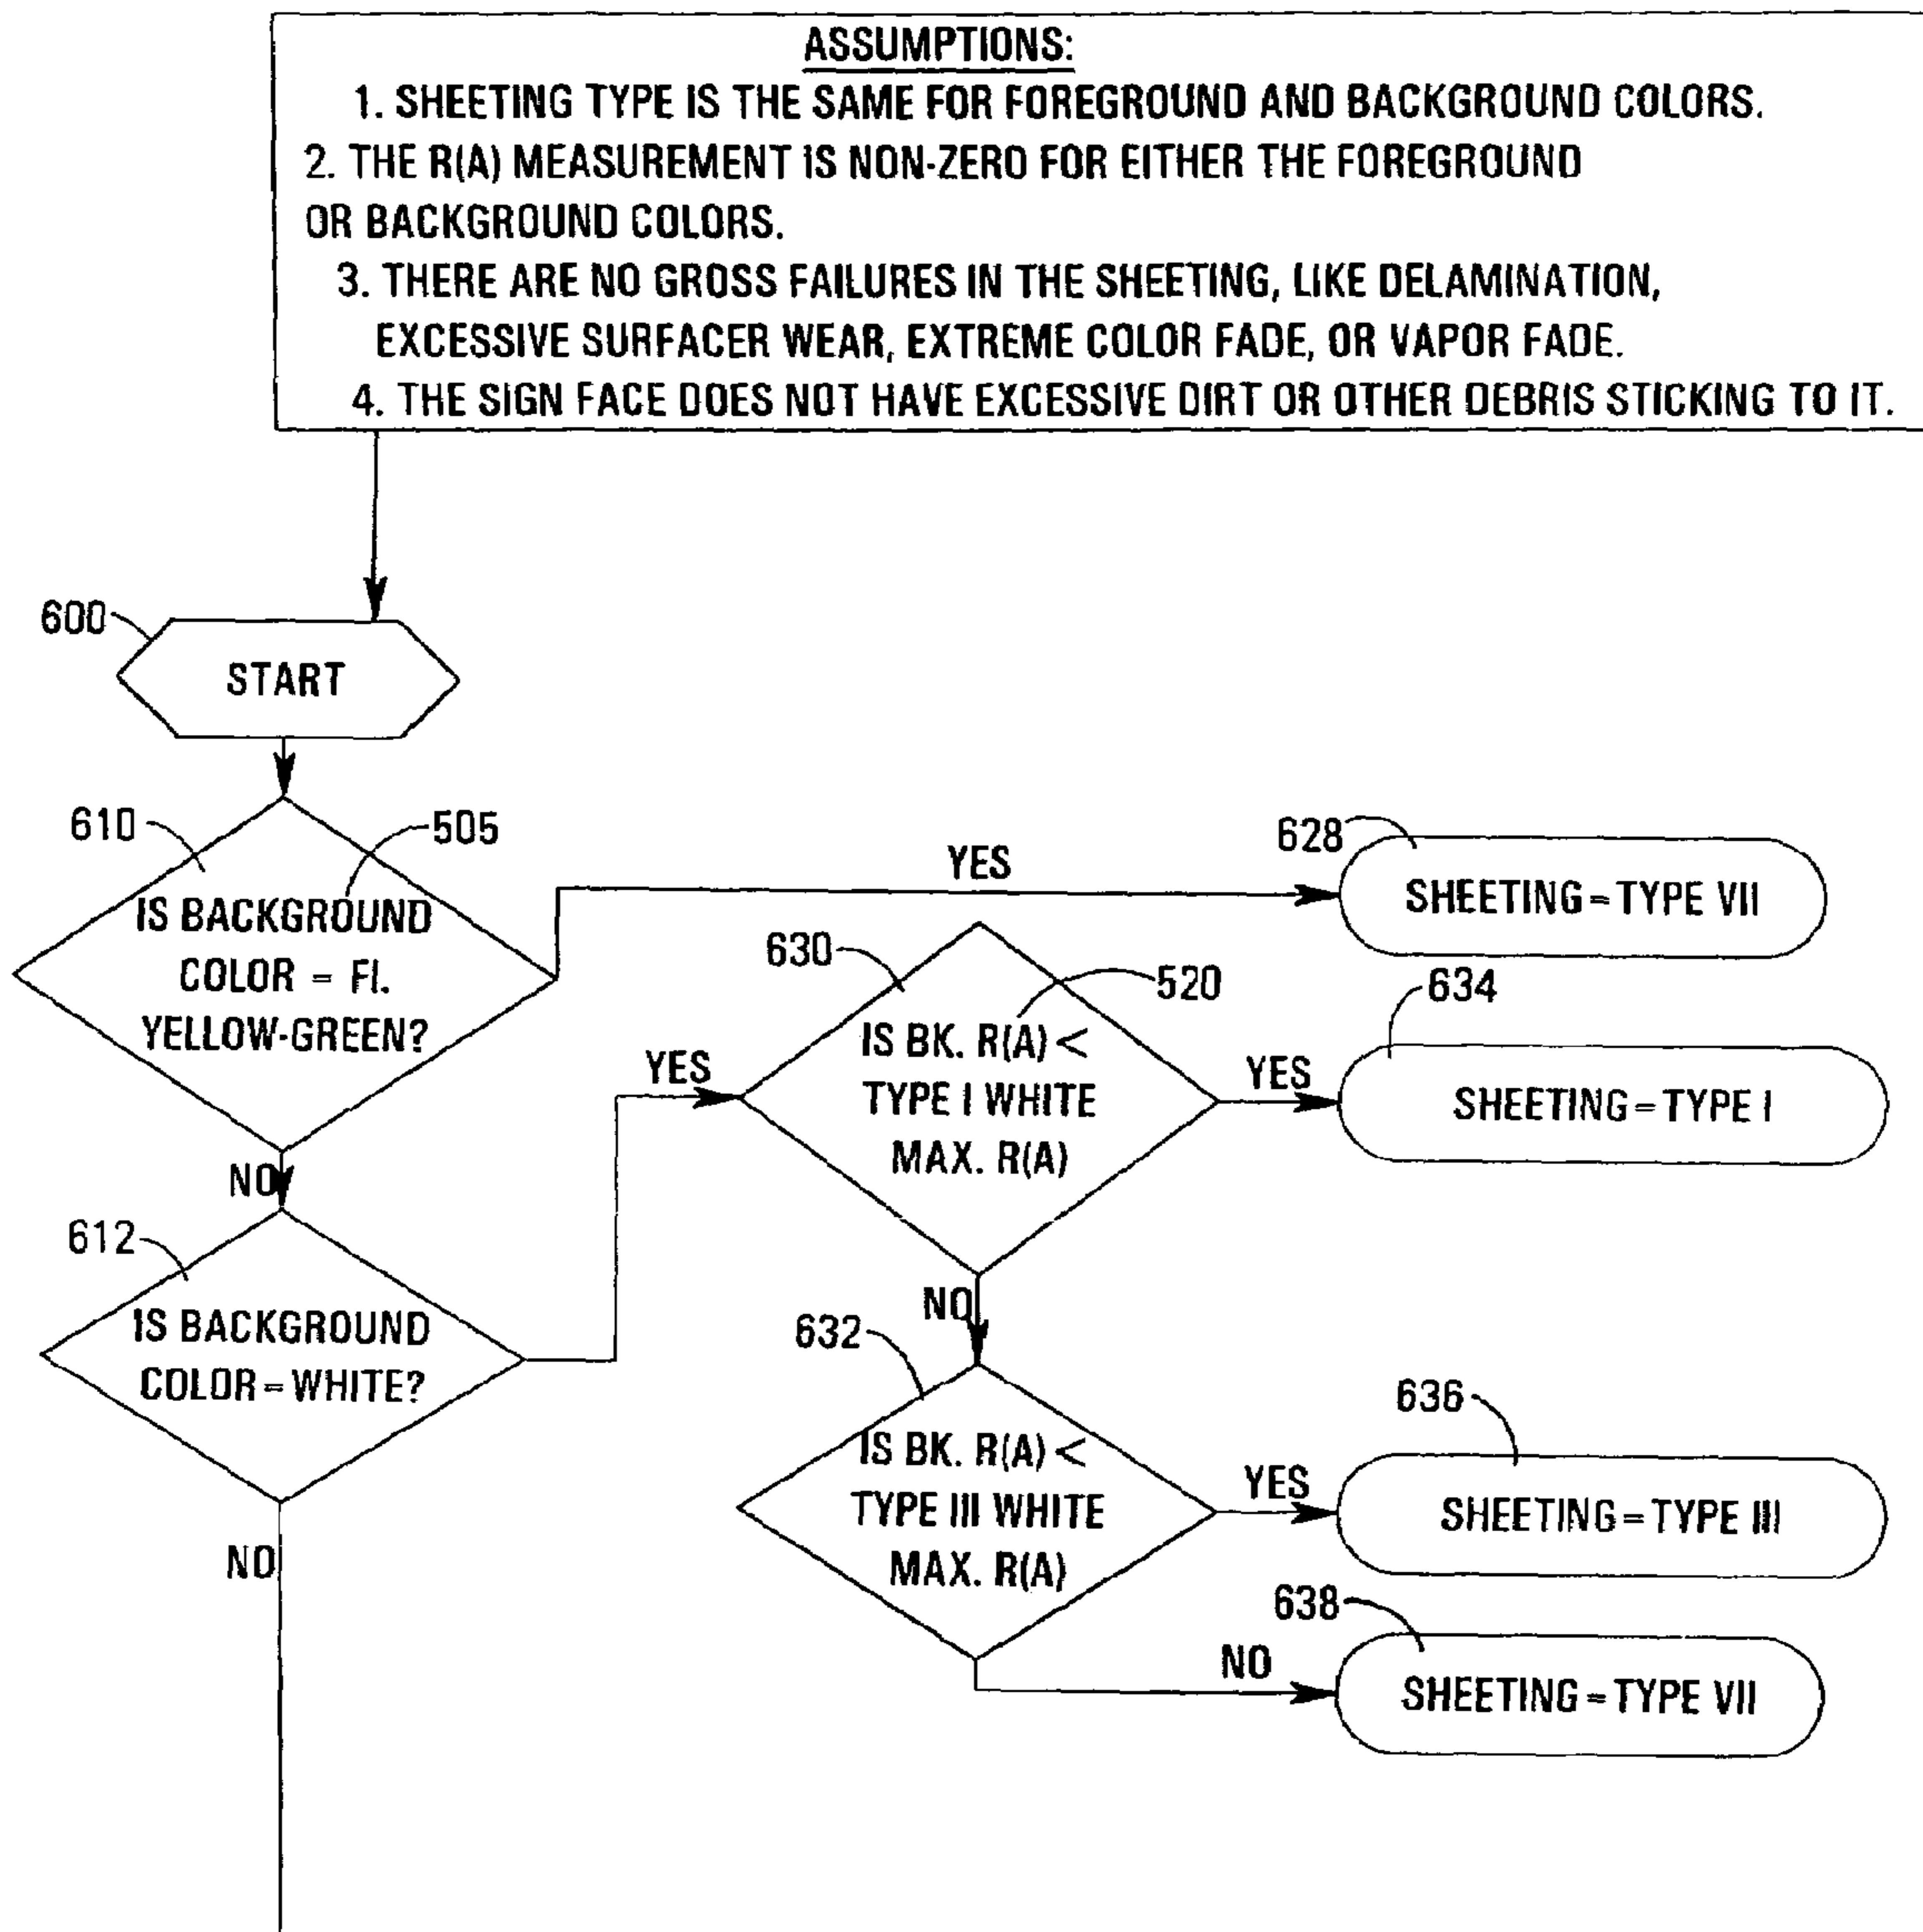 ASSUMPTIONS:
1. SHEETING TYPE IS THE SAME FOR FOREGROUND AND BACKGROUND COLORS.
2. THE R(A) MEASUREMENT IS NON-ZERO FOR EITHER THE FOREGROUND
OR BACKGROUND COLORS.
3. THERE ARE NO GROSS FAILURES IN THE SHEETING, LIKE DELAMINATION,
EXCESSIVE SURFACER WEAR, EXTREME COLOR FADE, OR VAPOR FADE.
4. THE SIGN FACE DOES NOT HAVE EXCESSIVE DIRT OR OTHER DEBRIS STICKING TO IT.
600
START
610
505
IS BACKGROUND
COLOR = Fl.
YELLOW-GREEN?
YES
628
SHEETING = TYPE VII
NO
612
IS BACKGROUND
COLOR = WHITE?
YES
NO
630
520
IS BK. R(A) <
TYPE I WHITE
MAX. R(A)
YES
634
SHEETING = TYPE I
NO
632
IS BK. R(A) <
TYPE III WHITE
MAX. R(A)
YES
636
SHEETING = TYPE III
NO
638
SHEETING = TYPE VII